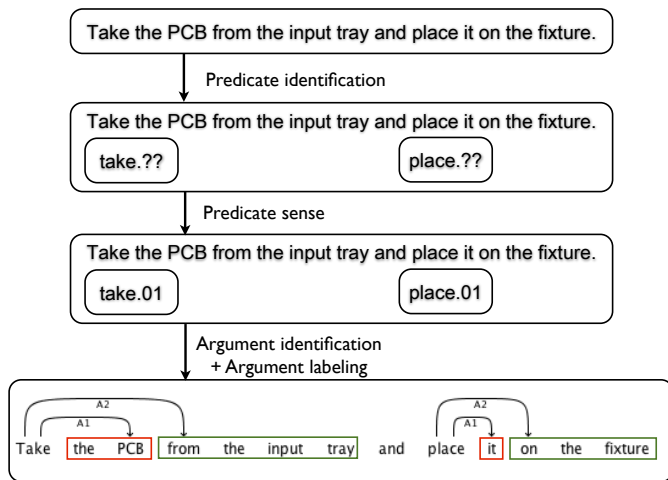 Take the PCB from the input tray and place it on the fixture.
Predicate identification
Take the PCB from the input tray and place it on the fixture.
take.?? place.??
Predicate sense
Take the PCB from the input tray and place it on the fixture.
take.01 place.01
Argument identification
+ Argument labeling
A2 A2
A1 A1
Take the PCB from the input tray and place it on the fixture